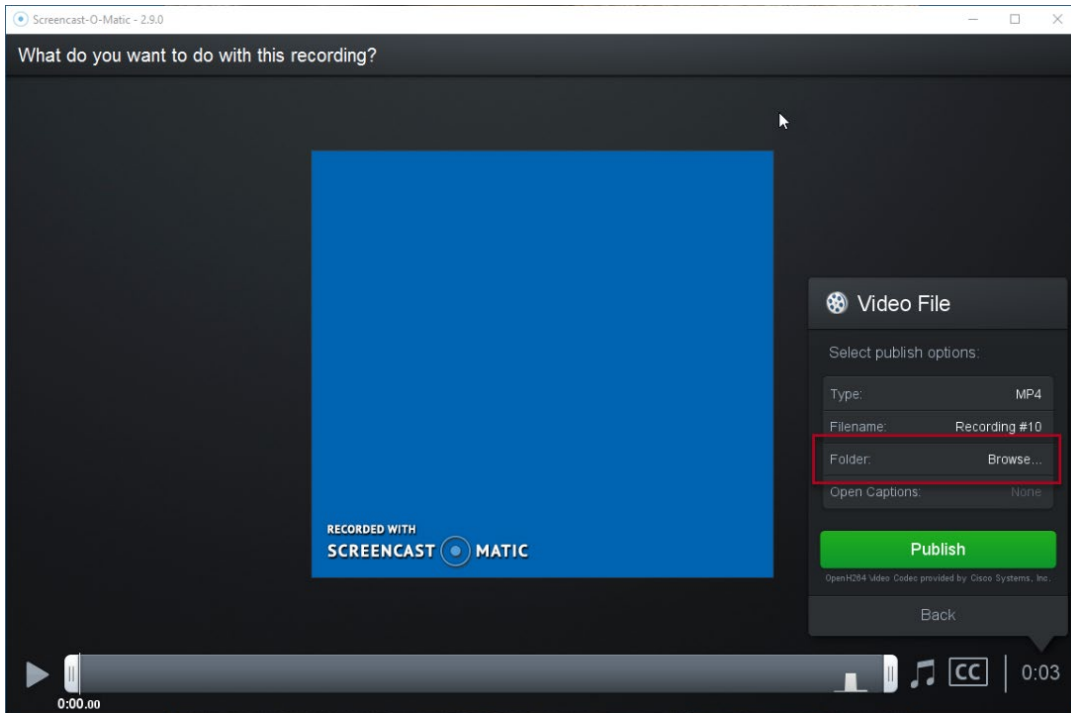 Screencast-O-Matic - 2.9.0
What do you want to do with this recording?
RECORDED WITH
SCREENCAST MATIC
Video File
Select publish options:
Type: MP4
Filename: Recording #10
Folder: Browse...
Open Captions: None
Publish
OpenH264 Video Codec provided by Cisco Systems, Inc.
Back
CC 0:03
0:00.00